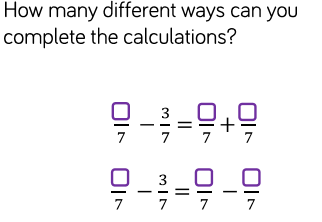 How many different ways can you
complete the calculations?
□/7 − 3/7 = □/7 + □/7
□/7 − 3/7 = □/7 − □/7